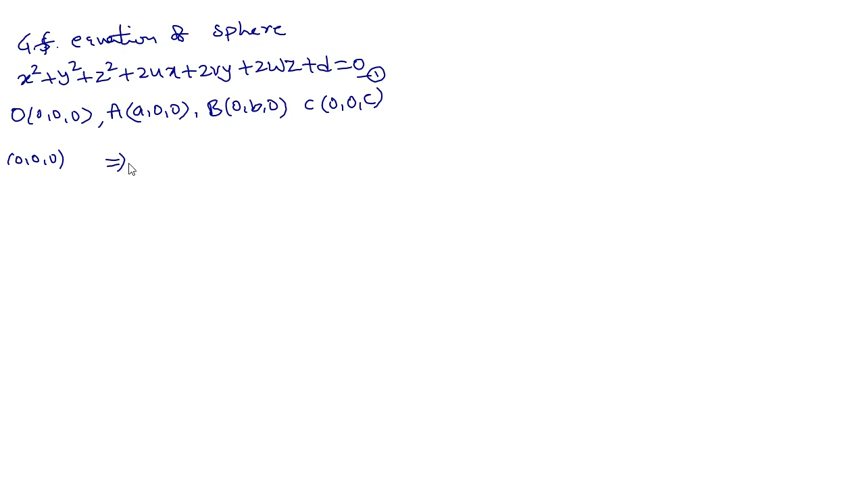 G.f. equation of sphere
x²+y²+z²+2ux+2vy+2wz+d=0 —①
O(0,0,0), A(a,0,0), B(0,b,0) C(0,0,c)
(0,0,0) ⇒